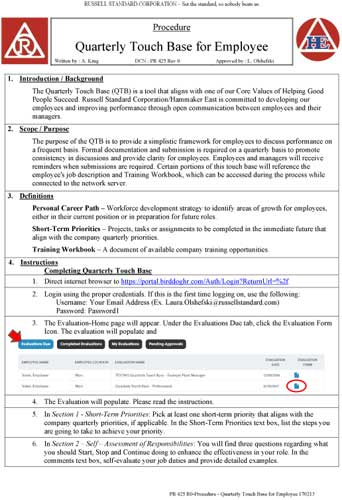 RUSSELL STANDARD CORPORATION – Set the standard, so nobody beats us
Procedure
Quarterly Touch Base for Employee
Written by : A. King DCN : PR 425 Rev 0 Approved by : L. Olshefski
1. Introduction / Background
The Quarterly Touch Base (QTB) is a tool that aligns with one of our Core Values of Helping Good
People Succeed. Russell Standard Corporation/Hammaker East is committed to developing our
employees and improving performance through open communication between employees and their
managers.
2. Scope / Purpose
The purpose of the QTB is to provide a simplistic framework for employees to discuss performance on
a frequent basis. Formal documentation and submission is required on a quarterly basis to promote
consistency in discussions and provide clarity for employees. Employees and managers will receive
reminders when submissions are required. Certain portions of this touch base will reference the
employee's job description and Training Workbook, which can be accessed during the process while
connected to the network server.
3. Definitions
Personal Career Path – Workforce development strategy to identify areas of growth for employees,
either in their current position or in preparation for future roles.
Short-Term Priorities – Projects, tasks or assignments to be completed in the immediate future that
align with the company quarterly priorities.
Training Workbook – A document of available company training opportunities.
4. Instructions
Completing Quarterly Touch Base
1. Direct internet browser to https://portal.birddoghr.com/Auth/Login?ReturnUrl=%2f
2. Login using the proper credentials. If this is the first time logging on, use the following:
Username: Your Email Address (Ex. Laura.Olshefski@russellstandard.com)
Password: Password1
3. The Evaluation-Home page will appear. Under the Evaluations Due tab, click the Evaluation Form
Icon. The evaluation will populate and
Evaluations Due Completed Evaluations My Evaluations Pending Approvals
EMPLOYEE NAME EMPLOYEE LOCATION EVALUATION NAME EVALUATION DATE EVALUATION FORM
4. The Evaluation will populate. Please read the instructions.
5. In Section 1 - Short-Term Priorities: Pick at least one short-term priority that aligns with the
company quarterly priorities, if applicable. In the Short-Term Priorities text box, list the steps you
are going to take to achieve your priority.
6. In Section 2 – Self – Assessment of Responsibilities: You will find three questions regarding what
you should Start, Stop and Continue doing to enhance the effectiveness in your role. In the
comments text box, self-evaluate your job duties and provide detailed examples.
PR 425 R0-Procedure - Quarterly Touch Base for Employee 170213